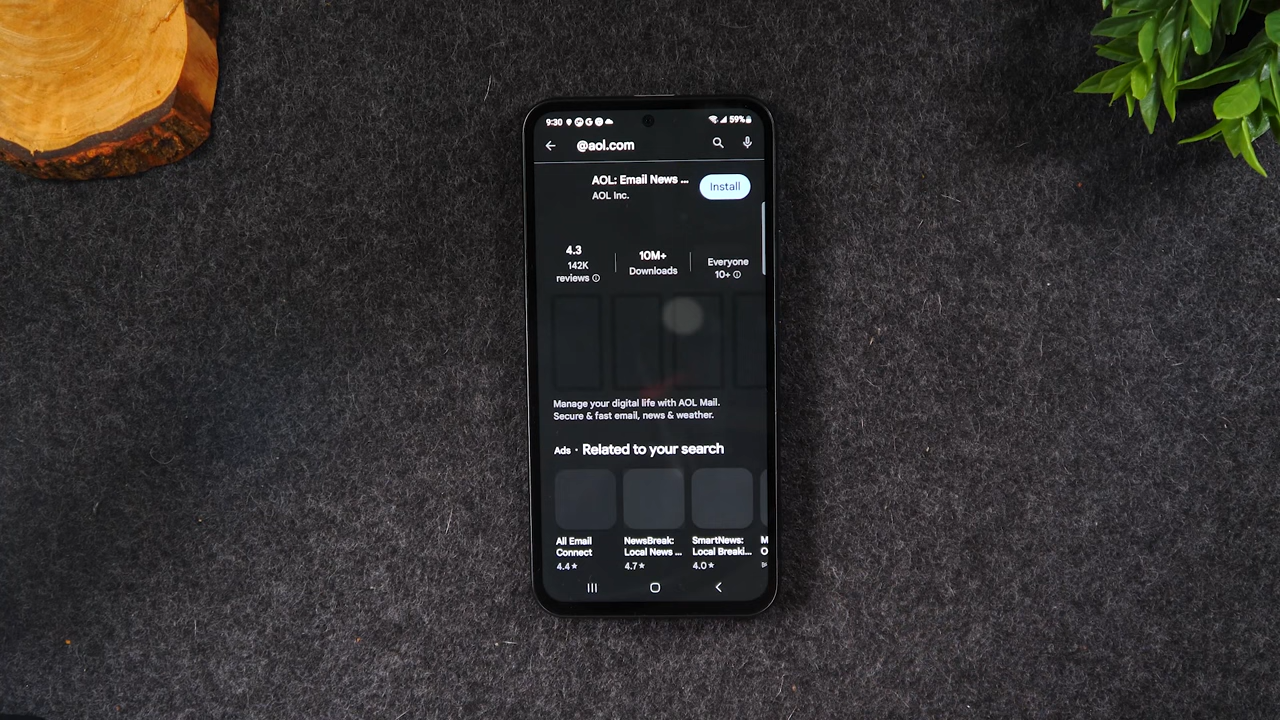 9:30 59%
@aol.com
AOL: Email News ...
AOL Inc.
Install
4.3
142K
reviews
10M+
Downloads
Everyone
10+
Manage your digital life with AOL Mail.
Secure & fast email, news & weather.
Ads • Related to your search
All Email
Connect
4.4★
NewsBreak:
Local News ...
4.7★
SmartNews:
Local Breaki...
4.0★
M
O